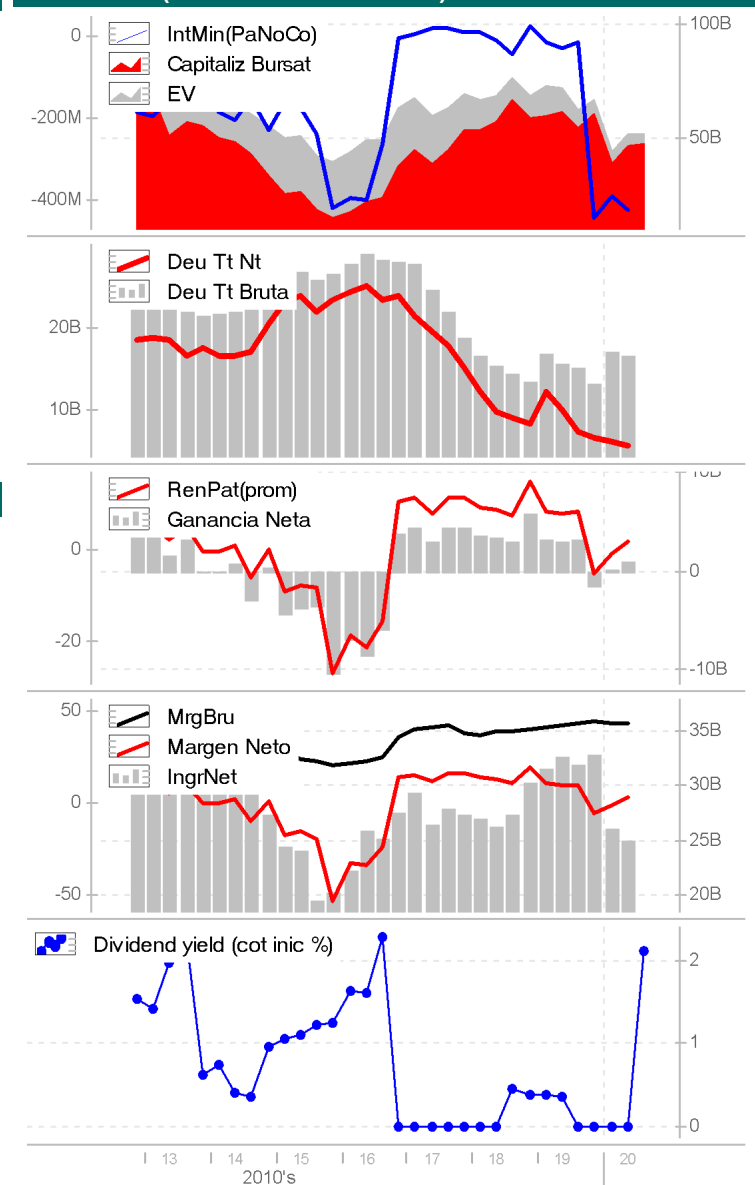 IntMin(PaNoCo)
Capitaliz Bursat
EV
0
-200M
-400M
100B
50B
Deu Tt Nt
Deu Tt Bruta
20B
10B
RenPat(prom)
Ganancia Neta
0
-20
0
-10B
MrgBru
Margen Neto
IngrNet
50
0
-50
35B
30B
25B
20B
Dividend yield (cot inic %)
2
1
0
13 14 15 16 17 18 19 20
2010's